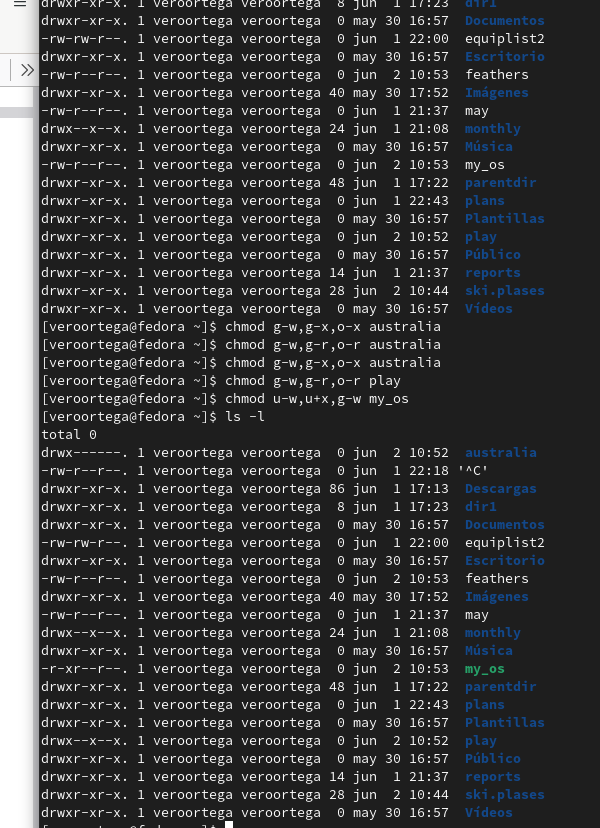 drwxr-xr-x. 1 veroortega veroortega  8 jun  1 17:23  dir1
drwxr-xr-x. 1 veroortega veroortega  0 may 30 16:57  Documentos
-rw-rw-r--. 1 veroortega veroortega  0 jun  1 22:00  equiplist2
drwxr-xr-x. 1 veroortega veroortega  0 may 30 16:57  Escritorio
-rw-r--r--. 1 veroortega veroortega  0 jun  2 10:53  feathers
drwxr-xr-x. 1 veroortega veroortega 40 may 30 17:52  Imágenes
-rw-r--r--. 1 veroortega veroortega  0 jun  1 21:37  may
drwx--x--x. 1 veroortega veroortega 24 jun  1 21:08  monthly
drwxr-xr-x. 1 veroortega veroortega  0 may 30 16:57  Música
-rw-r--r--. 1 veroortega veroortega  0 jun  2 10:53  my_os
drwxr-xr-x. 1 veroortega veroortega 48 jun  1 17:22  parentdir
drwxr-xr-x. 1 veroortega veroortega  0 jun  1 22:43  plans
drwxr-xr-x. 1 veroortega veroortega  0 may 30 16:57  Plantillas
drwxr-xr-x. 1 veroortega veroortega  0 jun  2 10:52  play
drwxr-xr-x. 1 veroortega veroortega  0 may 30 16:57  Público
drwxr-xr-x. 1 veroortega veroortega 14 jun  1 21:37  reports
drwxr-xr-x. 1 veroortega veroortega 28 jun  2 10:44  ski.plases
drwxr-xr-x. 1 veroortega veroortega  0 may 30 16:57  Vídeos
[veroortega@fedora ~]$ chmod g-w,g-x,o-x australia
[veroortega@fedora ~]$ chmod g-w,g-r,o-r australia
[veroortega@fedora ~]$ chmod g-w,g-x,o-x australia
[veroortega@fedora ~]$ chmod g-w,g-r,o-r play
[veroortega@fedora ~]$ chmod u-w,u+x,g-w my_os
[veroortega@fedora ~]$ ls -l
total 0
drwx------. 1 veroortega veroortega  0 jun  2 10:52  australia
-rw-r--r--. 1 veroortega veroortega  0 jun  1 22:18 '^C'
drwxr-xr-x. 1 veroortega veroortega 86 jun  1 17:13  Descargas
drwxr-xr-x. 1 veroortega veroortega  8 jun  1 17:23  dir1
drwxr-xr-x. 1 veroortega veroortega  0 may 30 16:57  Documentos
-rw-rw-r--. 1 veroortega veroortega  0 jun  1 22:00  equiplist2
drwxr-xr-x. 1 veroortega veroortega  0 may 30 16:57  Escritorio
-rw-r--r--. 1 veroortega veroortega  0 jun  2 10:53  feathers
drwxr-xr-x. 1 veroortega veroortega 40 may 30 17:52  Imágenes
-rw-r--r--. 1 veroortega veroortega  0 jun  1 21:37  may
drwx--x--x. 1 veroortega veroortega 24 jun  1 21:08  monthly
drwxr-xr-x. 1 veroortega veroortega  0 may 30 16:57  Música
-r-xr--r--. 1 veroortega veroortega  0 jun  2 10:53  my_os
drwxr-xr-x. 1 veroortega veroortega 48 jun  1 17:22  parentdir
drwxr-xr-x. 1 veroortega veroortega  0 jun  1 22:43  plans
drwxr-xr-x. 1 veroortega veroortega  0 may 30 16:57  Plantillas
drwx--x--x. 1 veroortega veroortega  0 jun  2 10:52  play
drwxr-xr-x. 1 veroortega veroortega  0 may 30 16:57  Público
drwxr-xr-x. 1 veroortega veroortega 14 jun  1 21:37  reports
drwxr-xr-x. 1 veroortega veroortega 28 jun  2 10:44  ski.plases
drwxr-xr-x. 1 veroortega veroortega  0 may 30 16:57  Vídeos